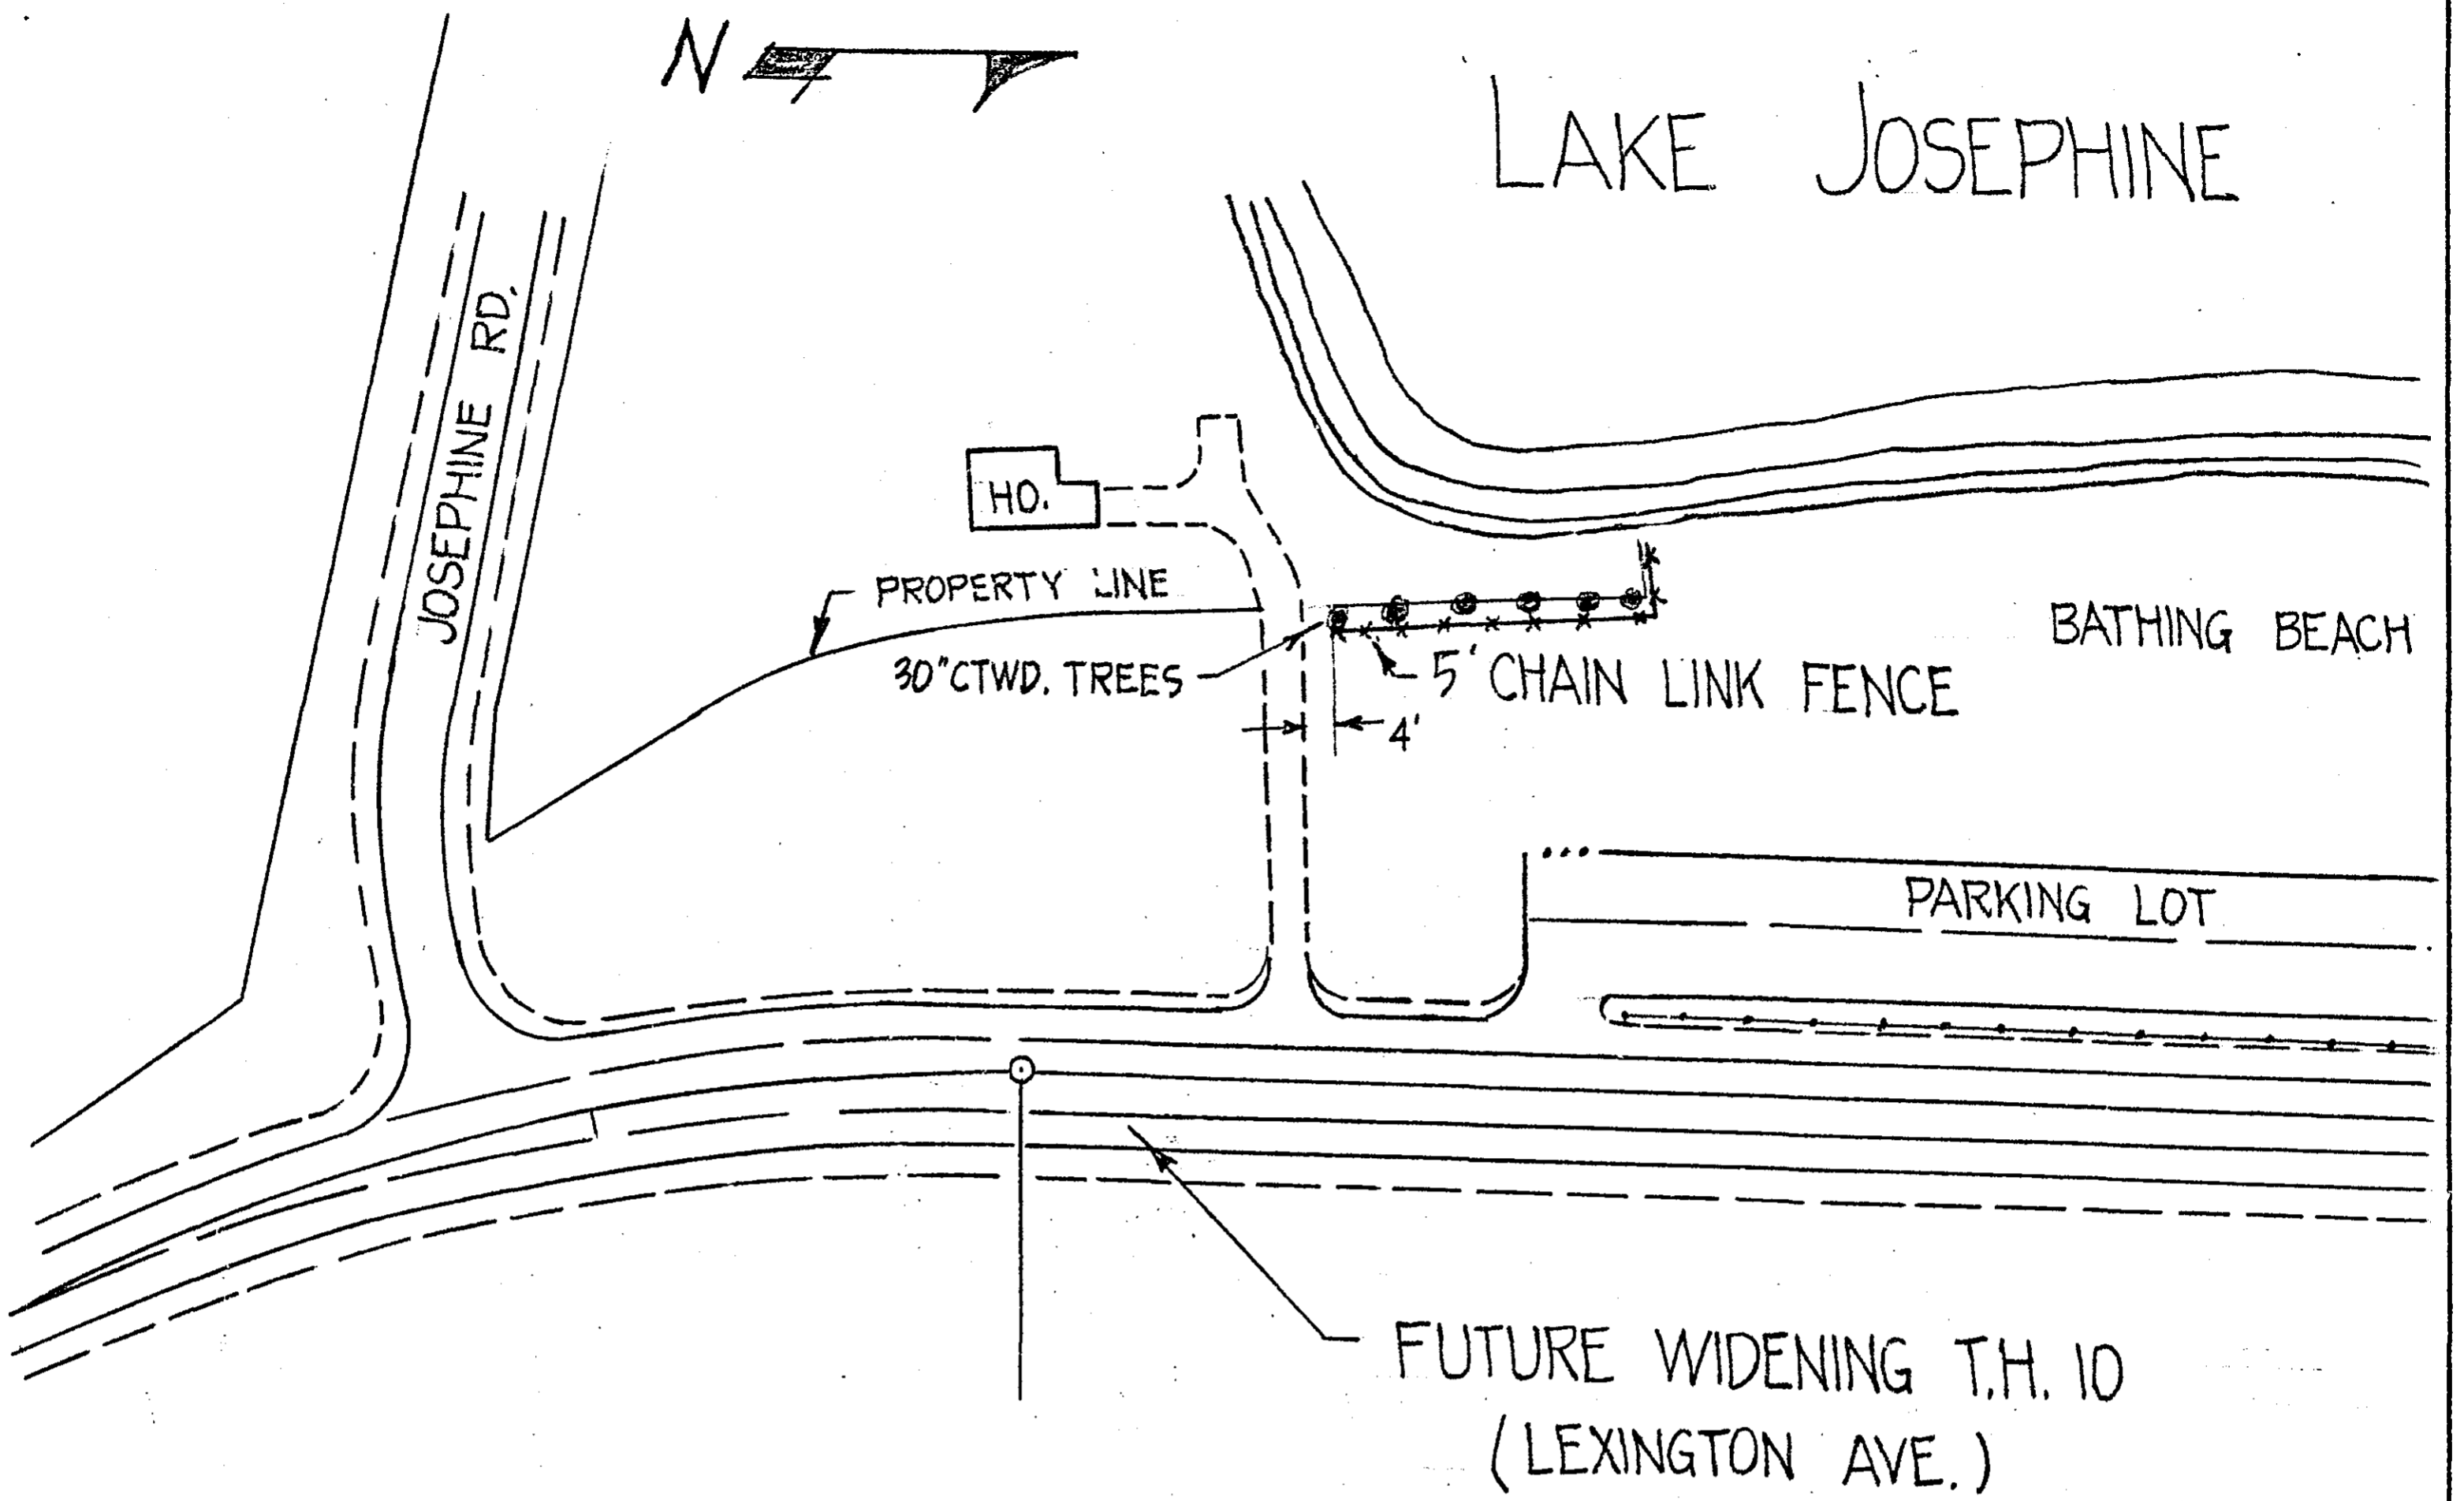 N
LAKE JOSEPHINE
JOSEPHINE RD.
HO.
PROPERTY LINE
30" CTWD. TREES
5' CHAIN LINK FENCE
4'
BATHING BEACH
PARKING LOT
FUTURE WIDENING T.H. 10
(LEXINGTON AVE.)